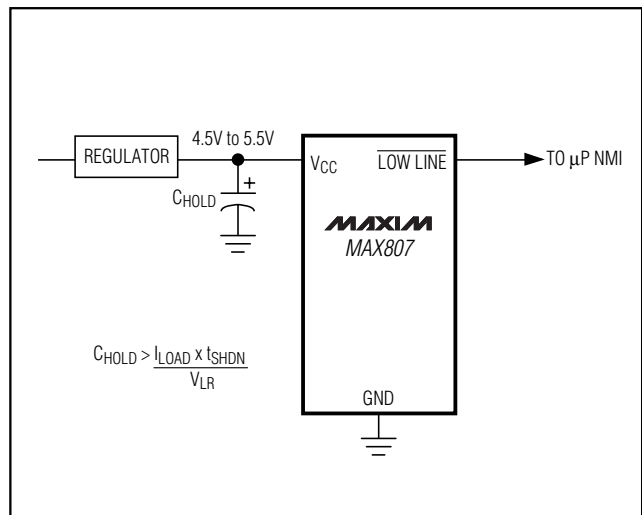 4.5V to 5.5V
REGULATOR
VCC
LOW LINE
TO μP NMI
+
CHOLD
MAXIM
MAX807
CHOLD > ILOAD x tSHDN
VLR
GND